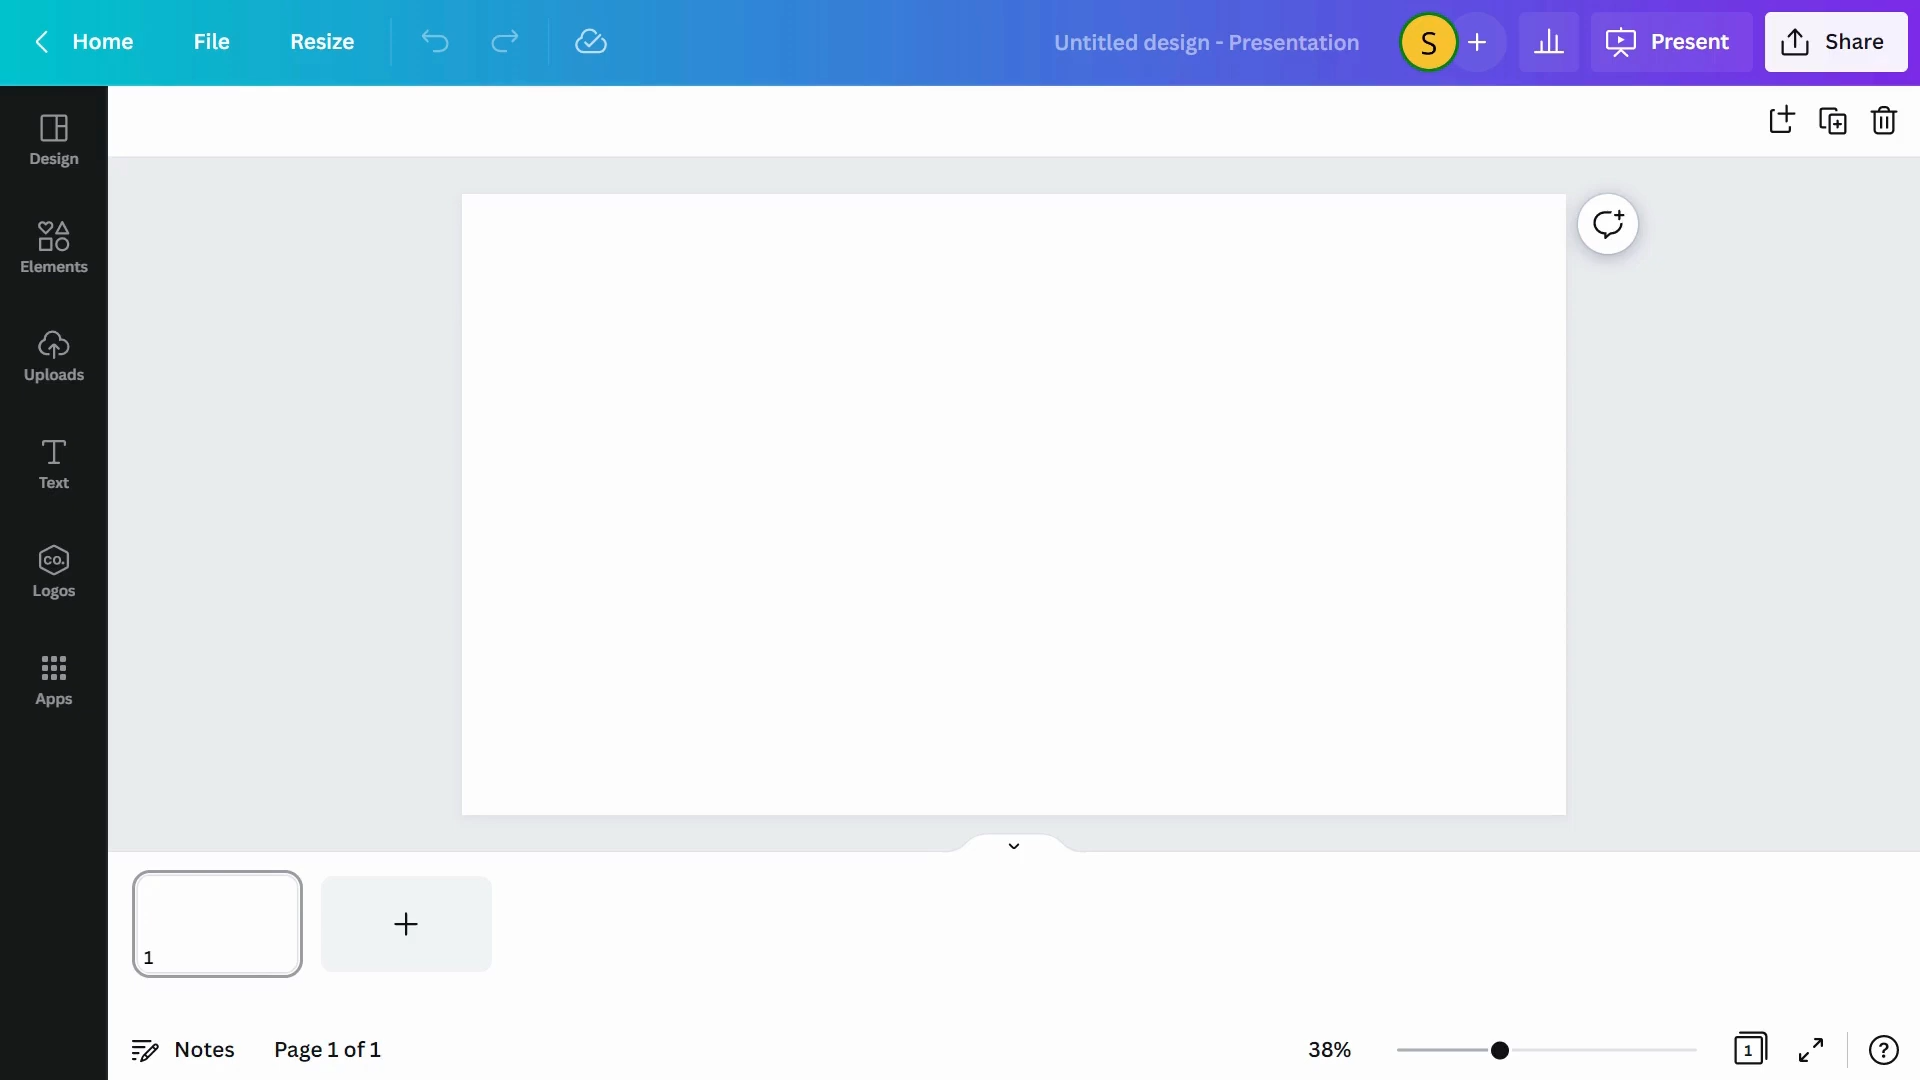 Home File Resize Untitled design - Presentation S Present Share
Design
Elements
Uploads
Text
CO.
Logos
Apps
1
Notes Page 1 of 1 38% 1 ?